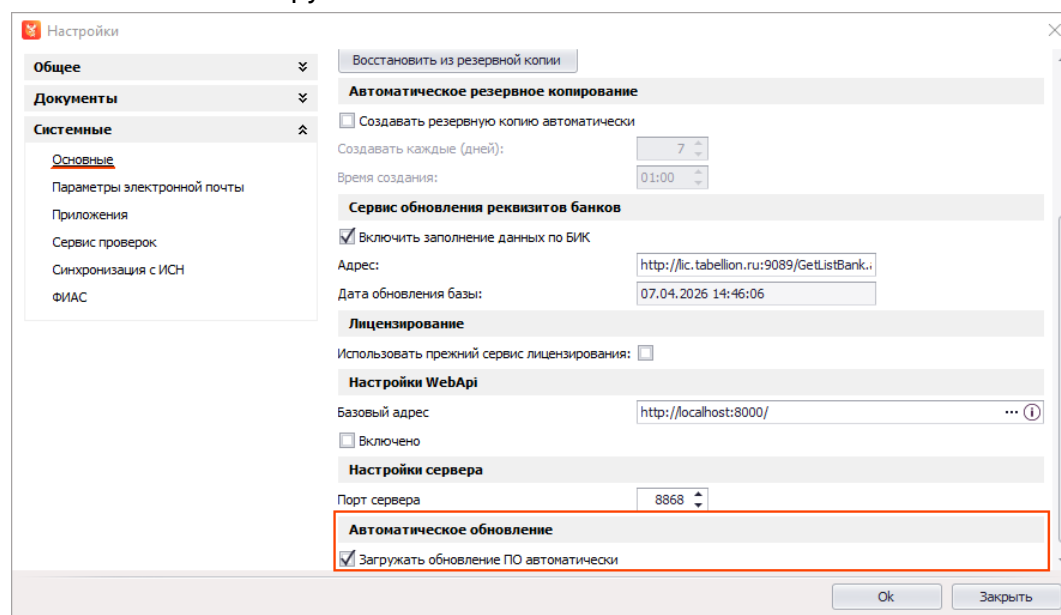 Настройки
Общее
Документы
Системные
Основные
Параметры электронной почты
Приложения
Сервис проверок
Синхронизация с ИСН
ФИАС
Восстановить из резервной копии
Автоматическое резервное копирование
Создавать резервную копию автоматически
Создавать каждые (дней): 7
Время создания: 01:00
Сервис обновления реквизитов банков
Включить заполнение данных по БИК
Адрес: http://lic.tabellion.ru:9089/GetListBank.
Дата обновления базы: 07.04.2026 14:46:06
Лицензирование
Использовать прежний сервис лицензирования:
Настройки WebApi
Базовый адрес http://localhost:8000/ ...
Включено
Настройки сервера
Порт сервера 8868
Автоматическое обновление
Загружать обновление ПО автоматически
Ok Закрыть